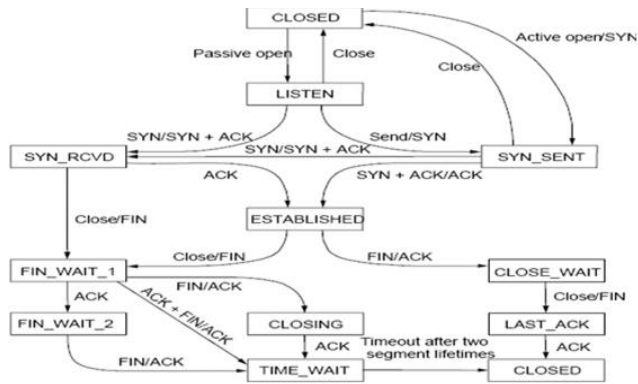 CLOSED
Active open/SYN
Passive open
Close
Close
LISTEN
SYN/SYN + ACK
Send/SYN
SYN/SYN + ACK
SYN_RCVD
SYN_SENT
ACK
SYN + ACK/ACK
ESTABLISHED
Close/FIN
Close/FIN
FIN/ACK
FIN_WAIT_1
CLOSE_WAIT
FIN/ACK
ACK
ACK + FIN/ACK
Close/FIN
FIN_WAIT_2
CLOSING
LAST_ACK
ACK
Timeout after two
segment lifetimes
ACK
FIN/ACK
TIME_WAIT
CLOSED